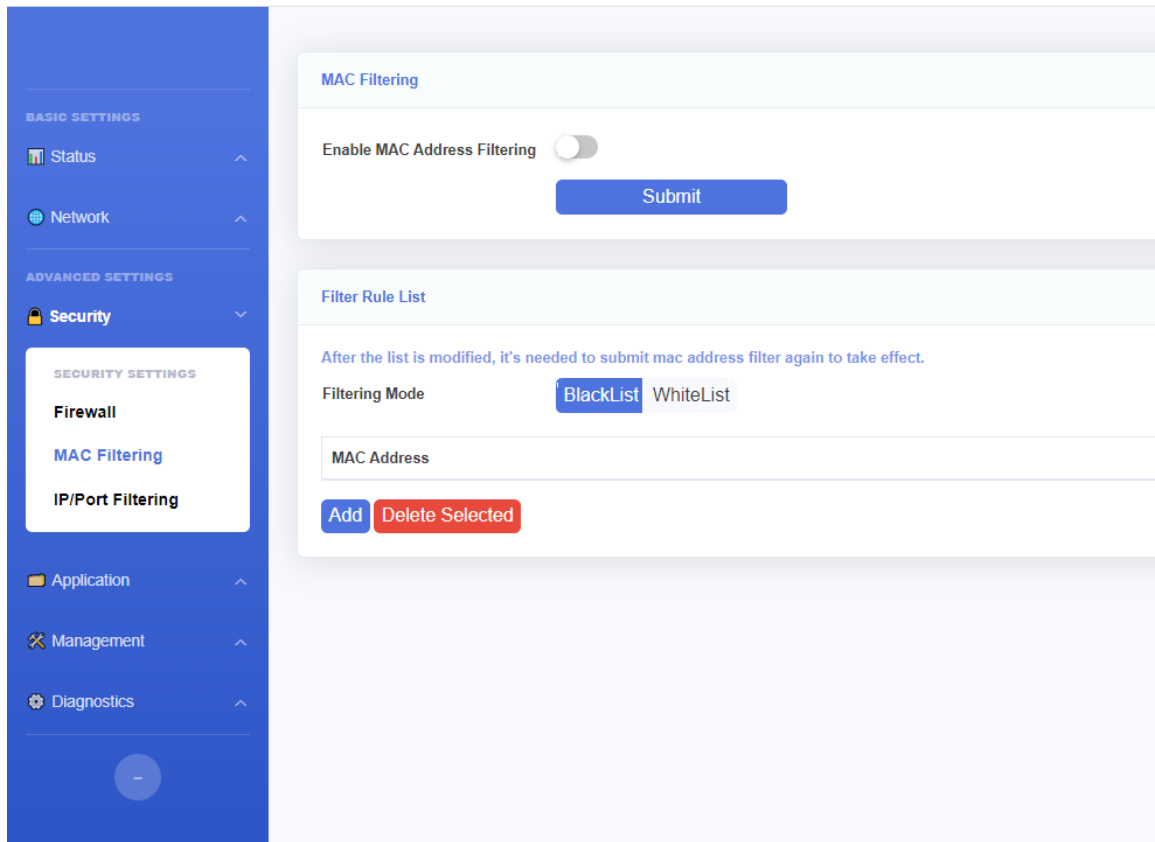 BASIC SETTINGS
Status
Network
ADVANCED SETTINGS
Security
SECURITY SETTINGS
Firewall
MAC Filtering
IP/Port Filtering
Application
Management
Diagnostics
-
MAC Filtering
Enable MAC Address Filtering
Submit
Filter Rule List
After the list is modified, it's needed to submit mac address filter again to take effect.
Filtering Mode BlackList WhiteList
MAC Address
Add Delete Selected